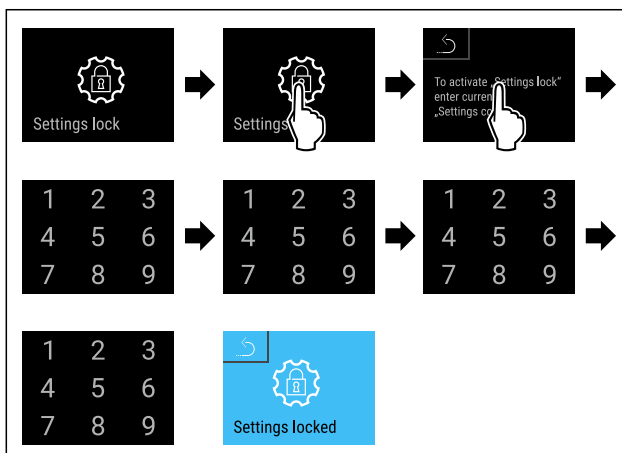 Settings lock
Settings
To activate „Settings lock“
enter curren
„Settings co
1 2 3
4 5 6
7 8 9
1 2 3
4 5 6
7 8 9
1 2 3
4 5 6
7 8 9
1 2 3
4 5 6
7 8 9
Settings locked